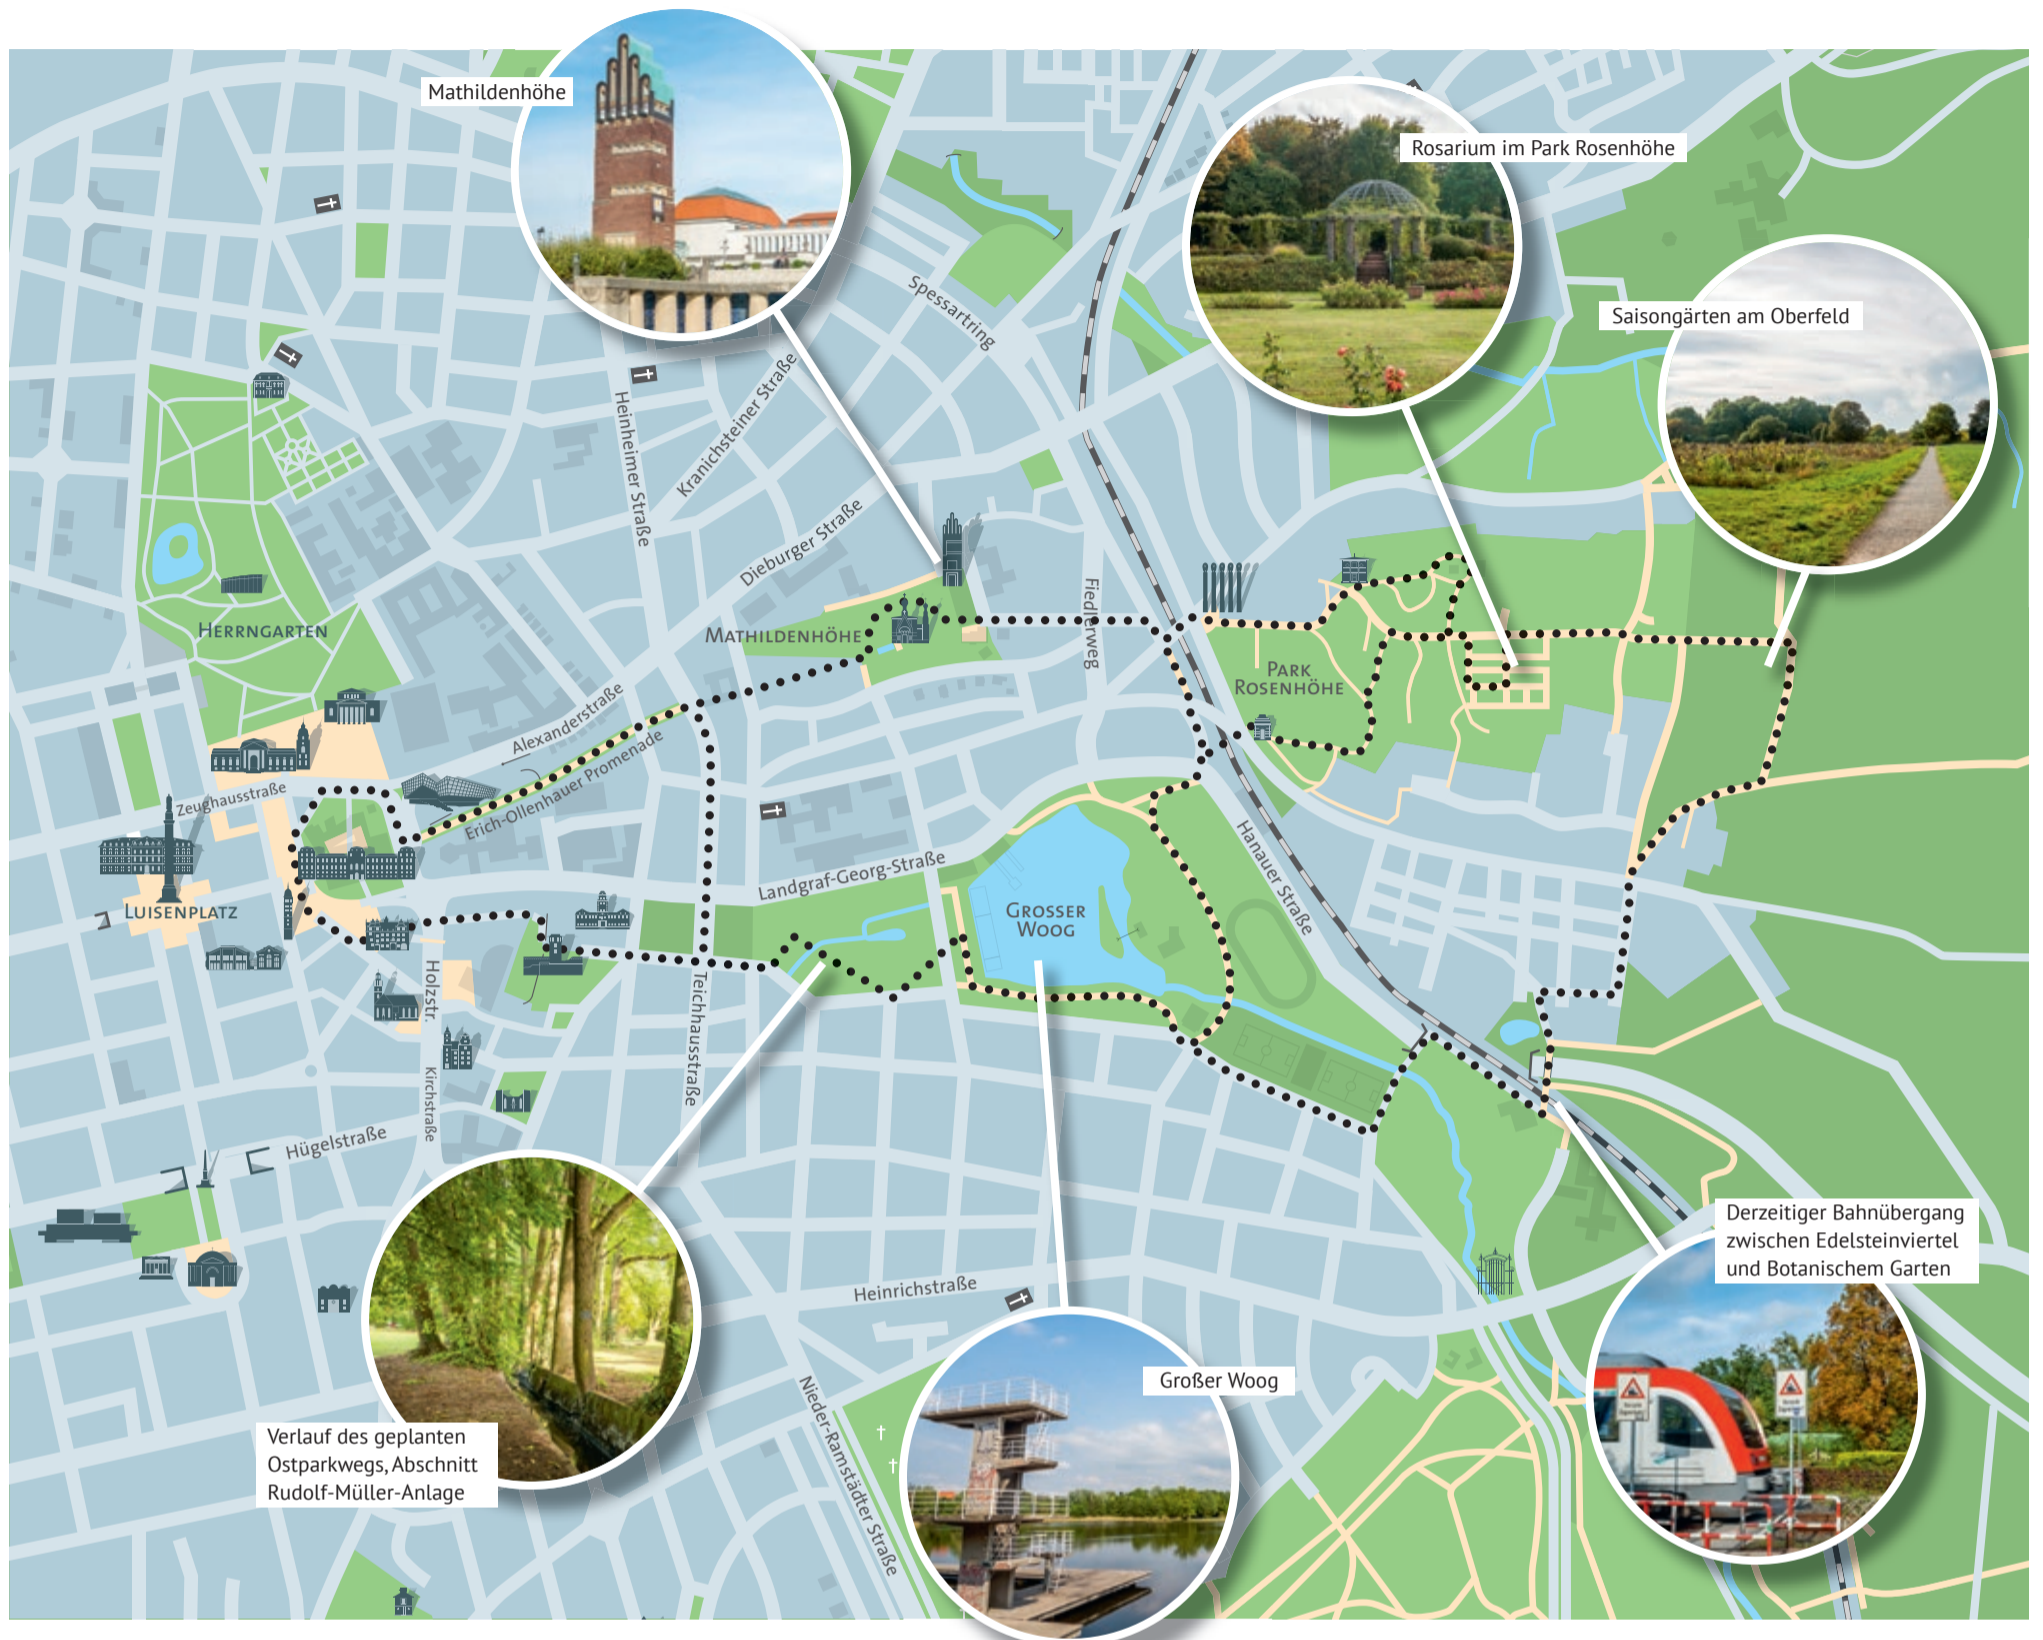 Mathildenhöhe
Rosarium im Park Rosenhöhe
Saisongärten am Oberfeld
Spessartring
Kranichsteiner Straße
Heinheimer Straße
Dieburger Straße
Fiedlerweg
HERRNGARTEN
MATHILDENHÖHE
PARK
ROSENHÖHE
Alexanderstraße
Erich-Ollenhauer Promenade
Zeughausstraße
Landgraf-Georg-Straße
Hanauer Straße
LUISENPLATZ
GROSSER
WOOG
Holzstr.
Teichhausstraße
Kirchstraße
Hügelstraße
Derzeitiger Bahnübergang
zwischen Edelsteinviertel
und Botanischem Garten
Heinrichstraße
Großer Woog
Nieder-Ramstädter Straße
Verlauf des geplanten
Ostparkwegs, Abschnitt
Rudolf-Müller-Anlage